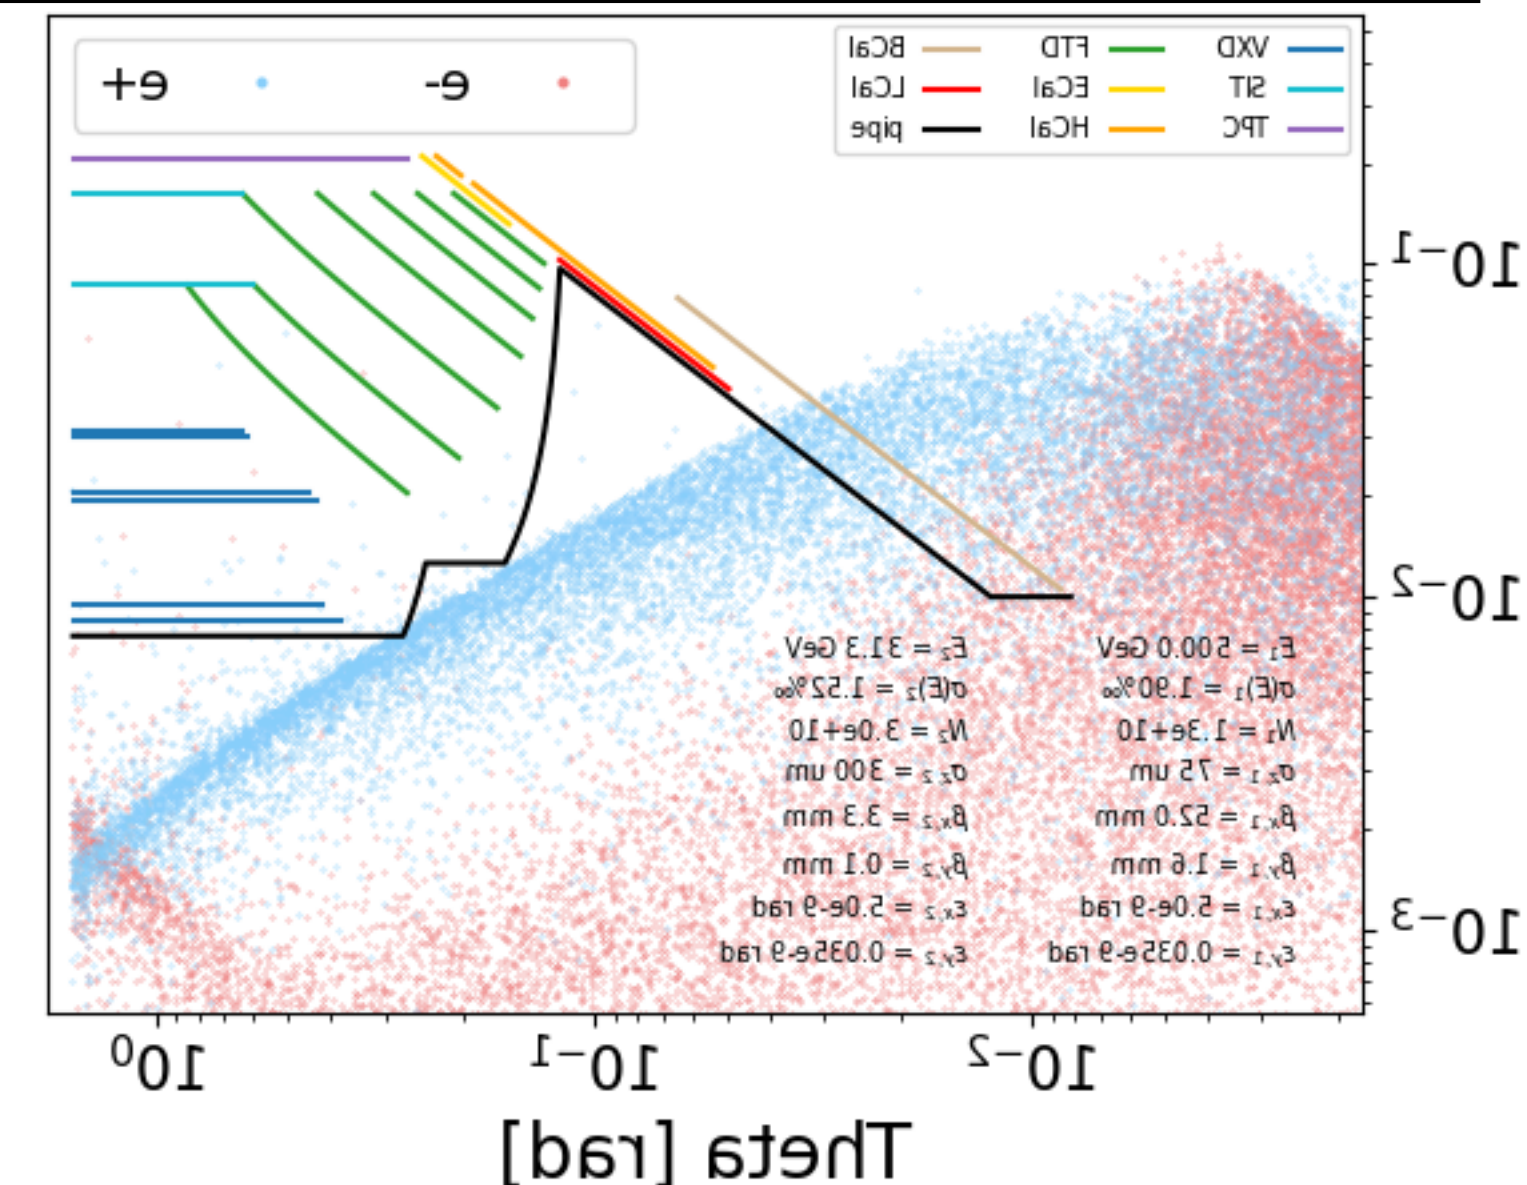 VXD FTD BCal
SIT ECal LCal
TPC HCal pipe
e- e+
10⁻¹
10⁻²
10⁻³
E₁ = 500.0 GeV E₂ = 31.3 GeV
σ(E)₁ = 1.90‰ σ(E)₂ = 1.52‰
N₁ = 1.3e+10 N₂ = 3.0e+10
σz,1 = 75 um σz,2 = 300 um
βx,1 = 52.0 mm βx,2 = 3.3 mm
βy,1 = 1.6 mm βy,2 = 0.1 mm
εx,1 = 5.0e-9 rad εx,2 = 5.0e-9 rad
εy,1 = 0.035e-9 rad εy,2 = 0.035e-9 rad
10⁻² 10⁻¹ 10⁰
Theta [rad]